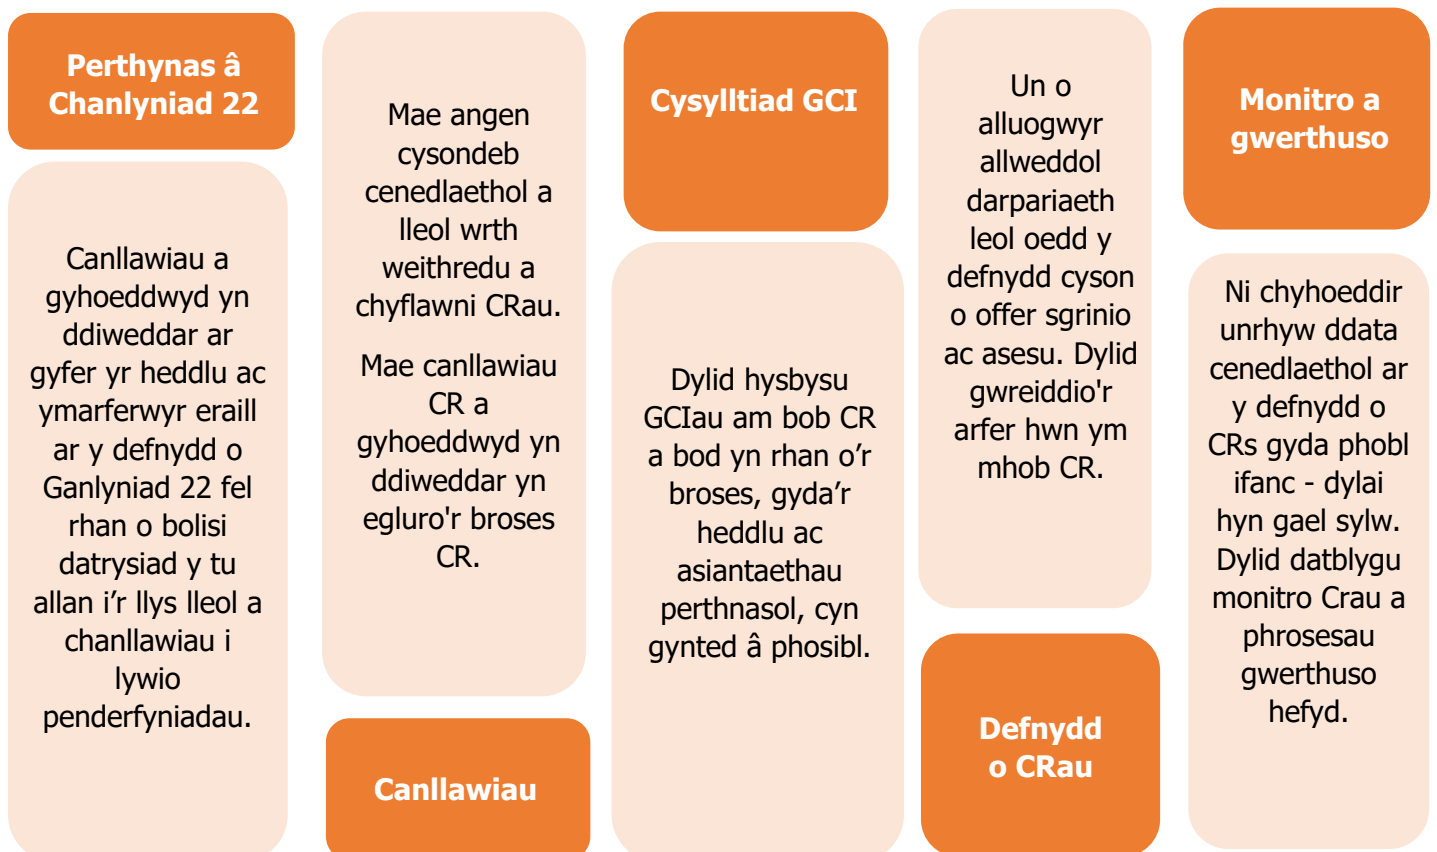 Perthynas â
Chanlyniad 22
Canllawiau a
gyhoeddwyd yn
ddiweddar ar
gyfer yr heddlu ac
ymarferwyr eraill
ar y defnydd o
Ganlyniad 22 fel
rhan o bolisi
datrysiad y tu
allan i’r llys lleol a
chanllawiau i
lywio
penderfyniadau.
Mae angen
cysondeb
cenedlaethol a
lleol wrth
weithredu a
chyflawni CRau.
Mae canllawiau
CR a
gyhoeddwyd yn
ddiweddar yn
egluro'r broses
CR.
Canllawiau
Cysylltiad GCI
Dylid hysbysu
GCIau am bob CR
a bod yn rhan o’r
broses, gyda’r
heddlu ac
asiantaethau
perthnasol, cyn
gynted â phosibl.
Un o
alluogwyr
allweddol
darpariaeth
leol oedd y
defnydd cyson
o offer sgrinio
ac asesu. Dylid
gwreiddio'r
arfer hwn ym
mhob CR.
Defnydd
o CRau
Monitro a
gwerthuso
Ni chyhoeddir
unrhyw ddata
cenedlaethol ar
y defnydd o
CRs gyda phobl
ifanc - dylai
hyn gael sylw.
Dylid datblygu
monitro Crau a
phrosesau
gwerthuso
hefyd.